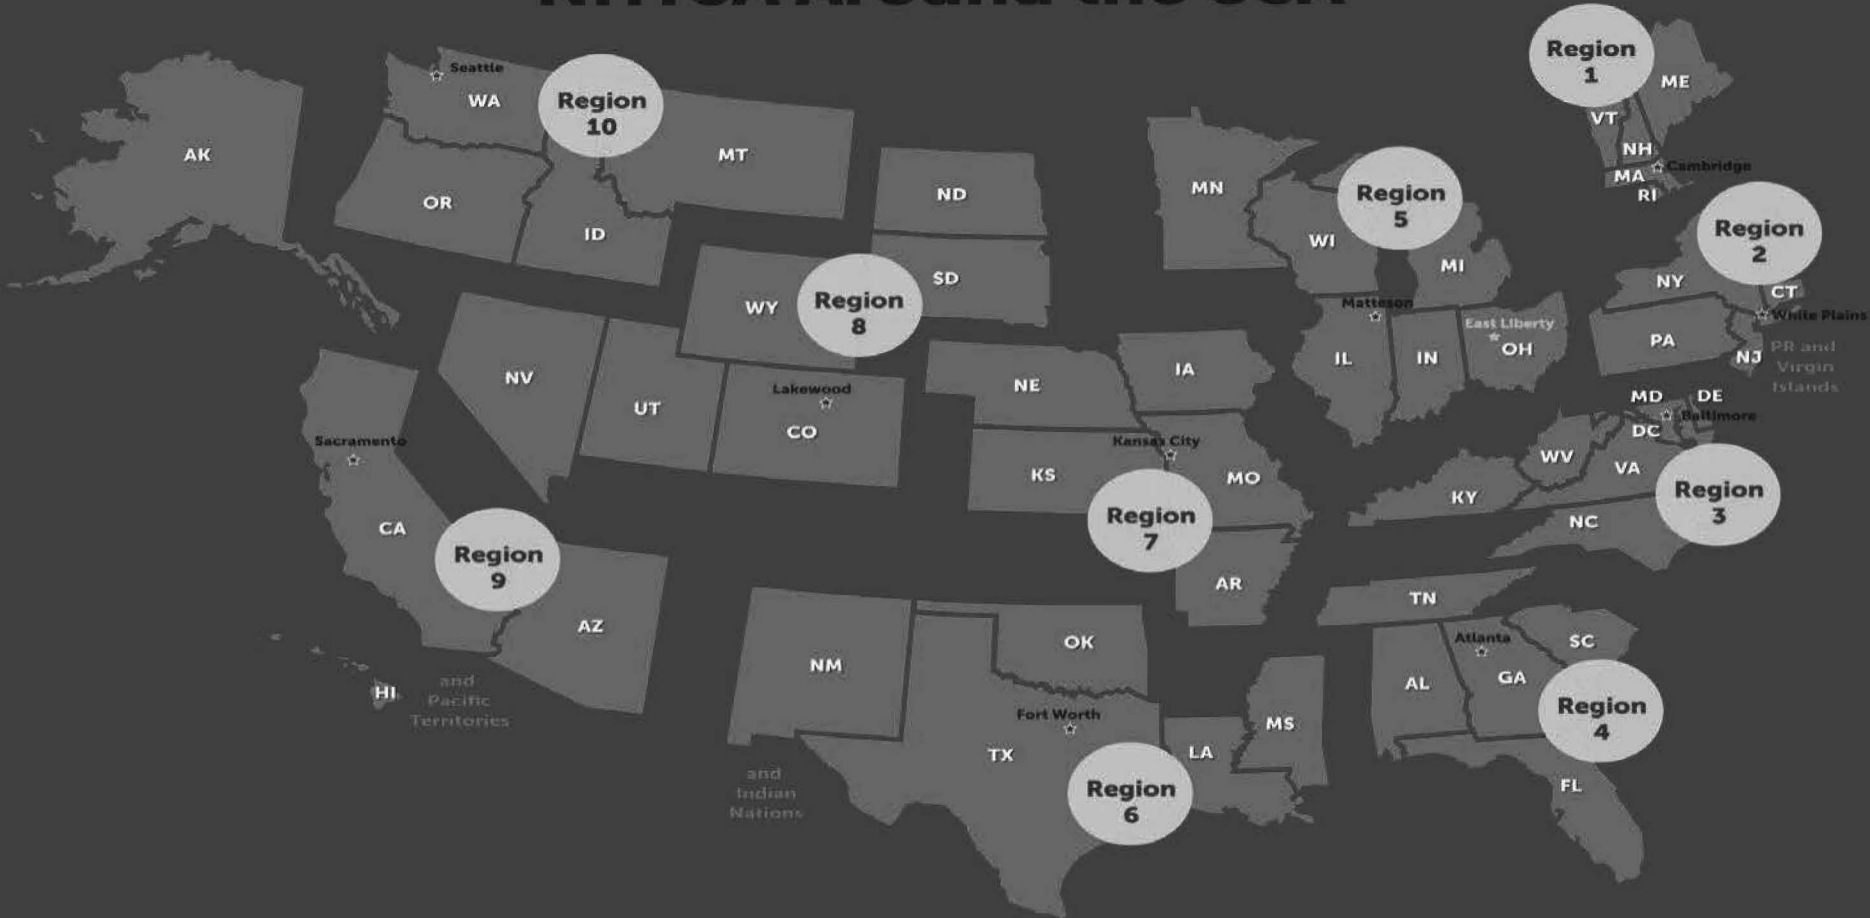 NHTSA Around the USA
Region
1
ME
VT
NH
Cambridge
MA
RI
Region
2
NY
CT
White Plains
PA
NJ
PR and
Virgin
Islands
MD
DE
Baltimore
DC
WV
VA
KY
NC
Region
3
TN
Atlanta
SC
AL
GA
Region
4
FL
MN
WI
Region
5
MI
Matteson
East Liberty
IL
IN
OH
NM
OK
Fort Worth
TX
LA
MS
Region
6
and
Indian
Nations
NE
IA
Kansas City
KS
MO
Region
7
AR
ND
SD
WY
Region
8
NV
UT
Lakewood
CO
Sacramento
CA
Region
9
AZ
HI
and
Pacific
Territories
AK
Seattle
WA
Region
10
MT
OR
ID